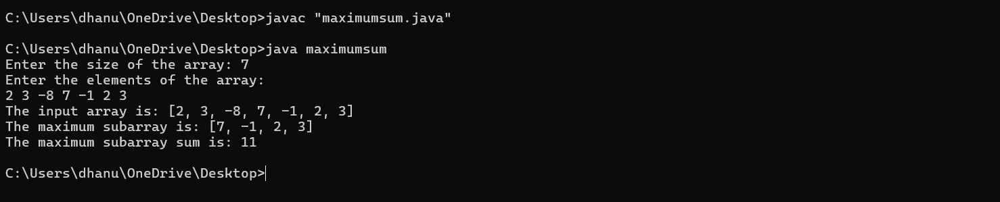 C:\Users\dhanu\OneDrive\Desktop>javac "maximumsum.java"
C:\Users\dhanu\OneDrive\Desktop>java maximumsum
Enter the size of the array: 7
Enter the elements of the array:
2 3 -8 7 -1 2 3
The input array is: [2, 3, -8, 7, -1, 2, 3]
The maximum subarray is: [7, -1, 2, 3]
The maximum subarray sum is: 11
C:\Users\dhanu\OneDrive\Desktop>